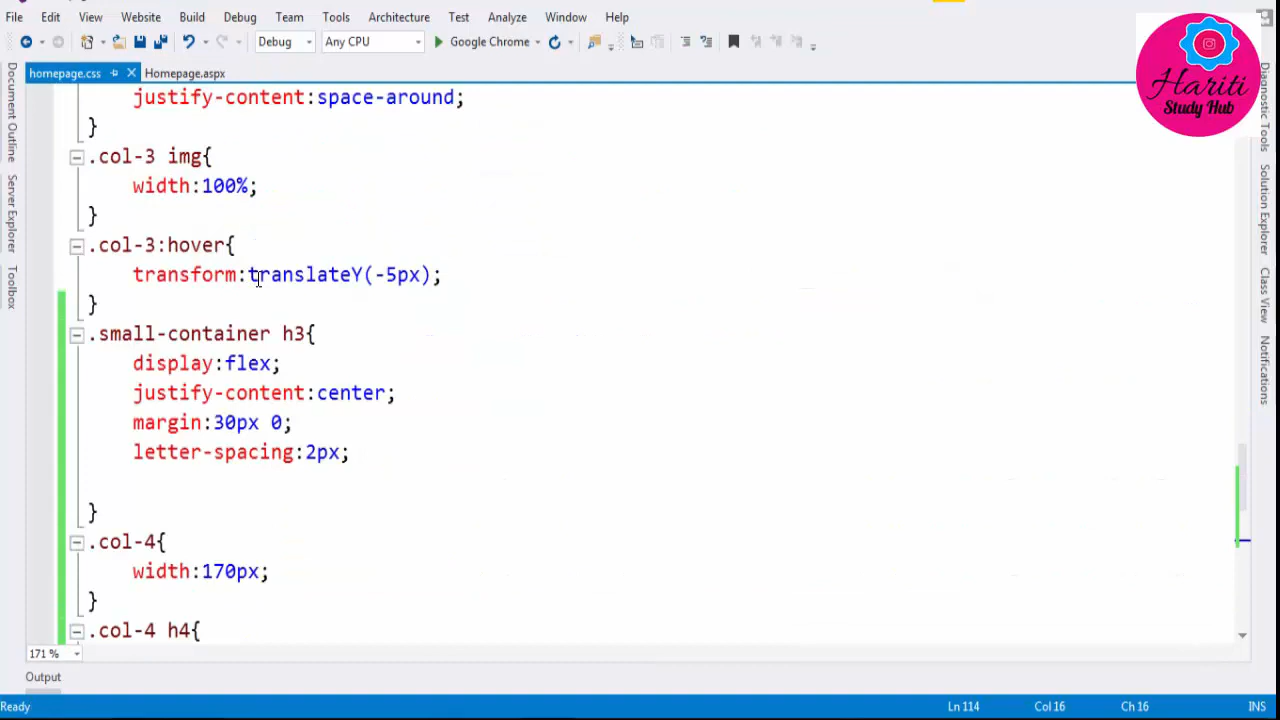 File Edit View Website Build Debug Team Tools Architecture Test Analyze Window Help
Debug Any CPU Google Chrome
homepage.css Homepage.aspx
justify-content:space-around;
}
.col-3 img{
width:100%;
}
.col-3:hover{
transform:translateY(-5px);
}
.small-container h3{
display:flex;
justify-content:center;
margin:30px 0;
letter-spacing:2px;
}
.col-4{
width:170px;
}
.col-4 h4{
171 %
Output
Ready Ln 114 Col 16 Ch 16 INS
Document Outline
Server Explorer
Toolbox
Hariti
Study Hub
Diagnostic Tools
Solution Explorer
Class View
Notifications